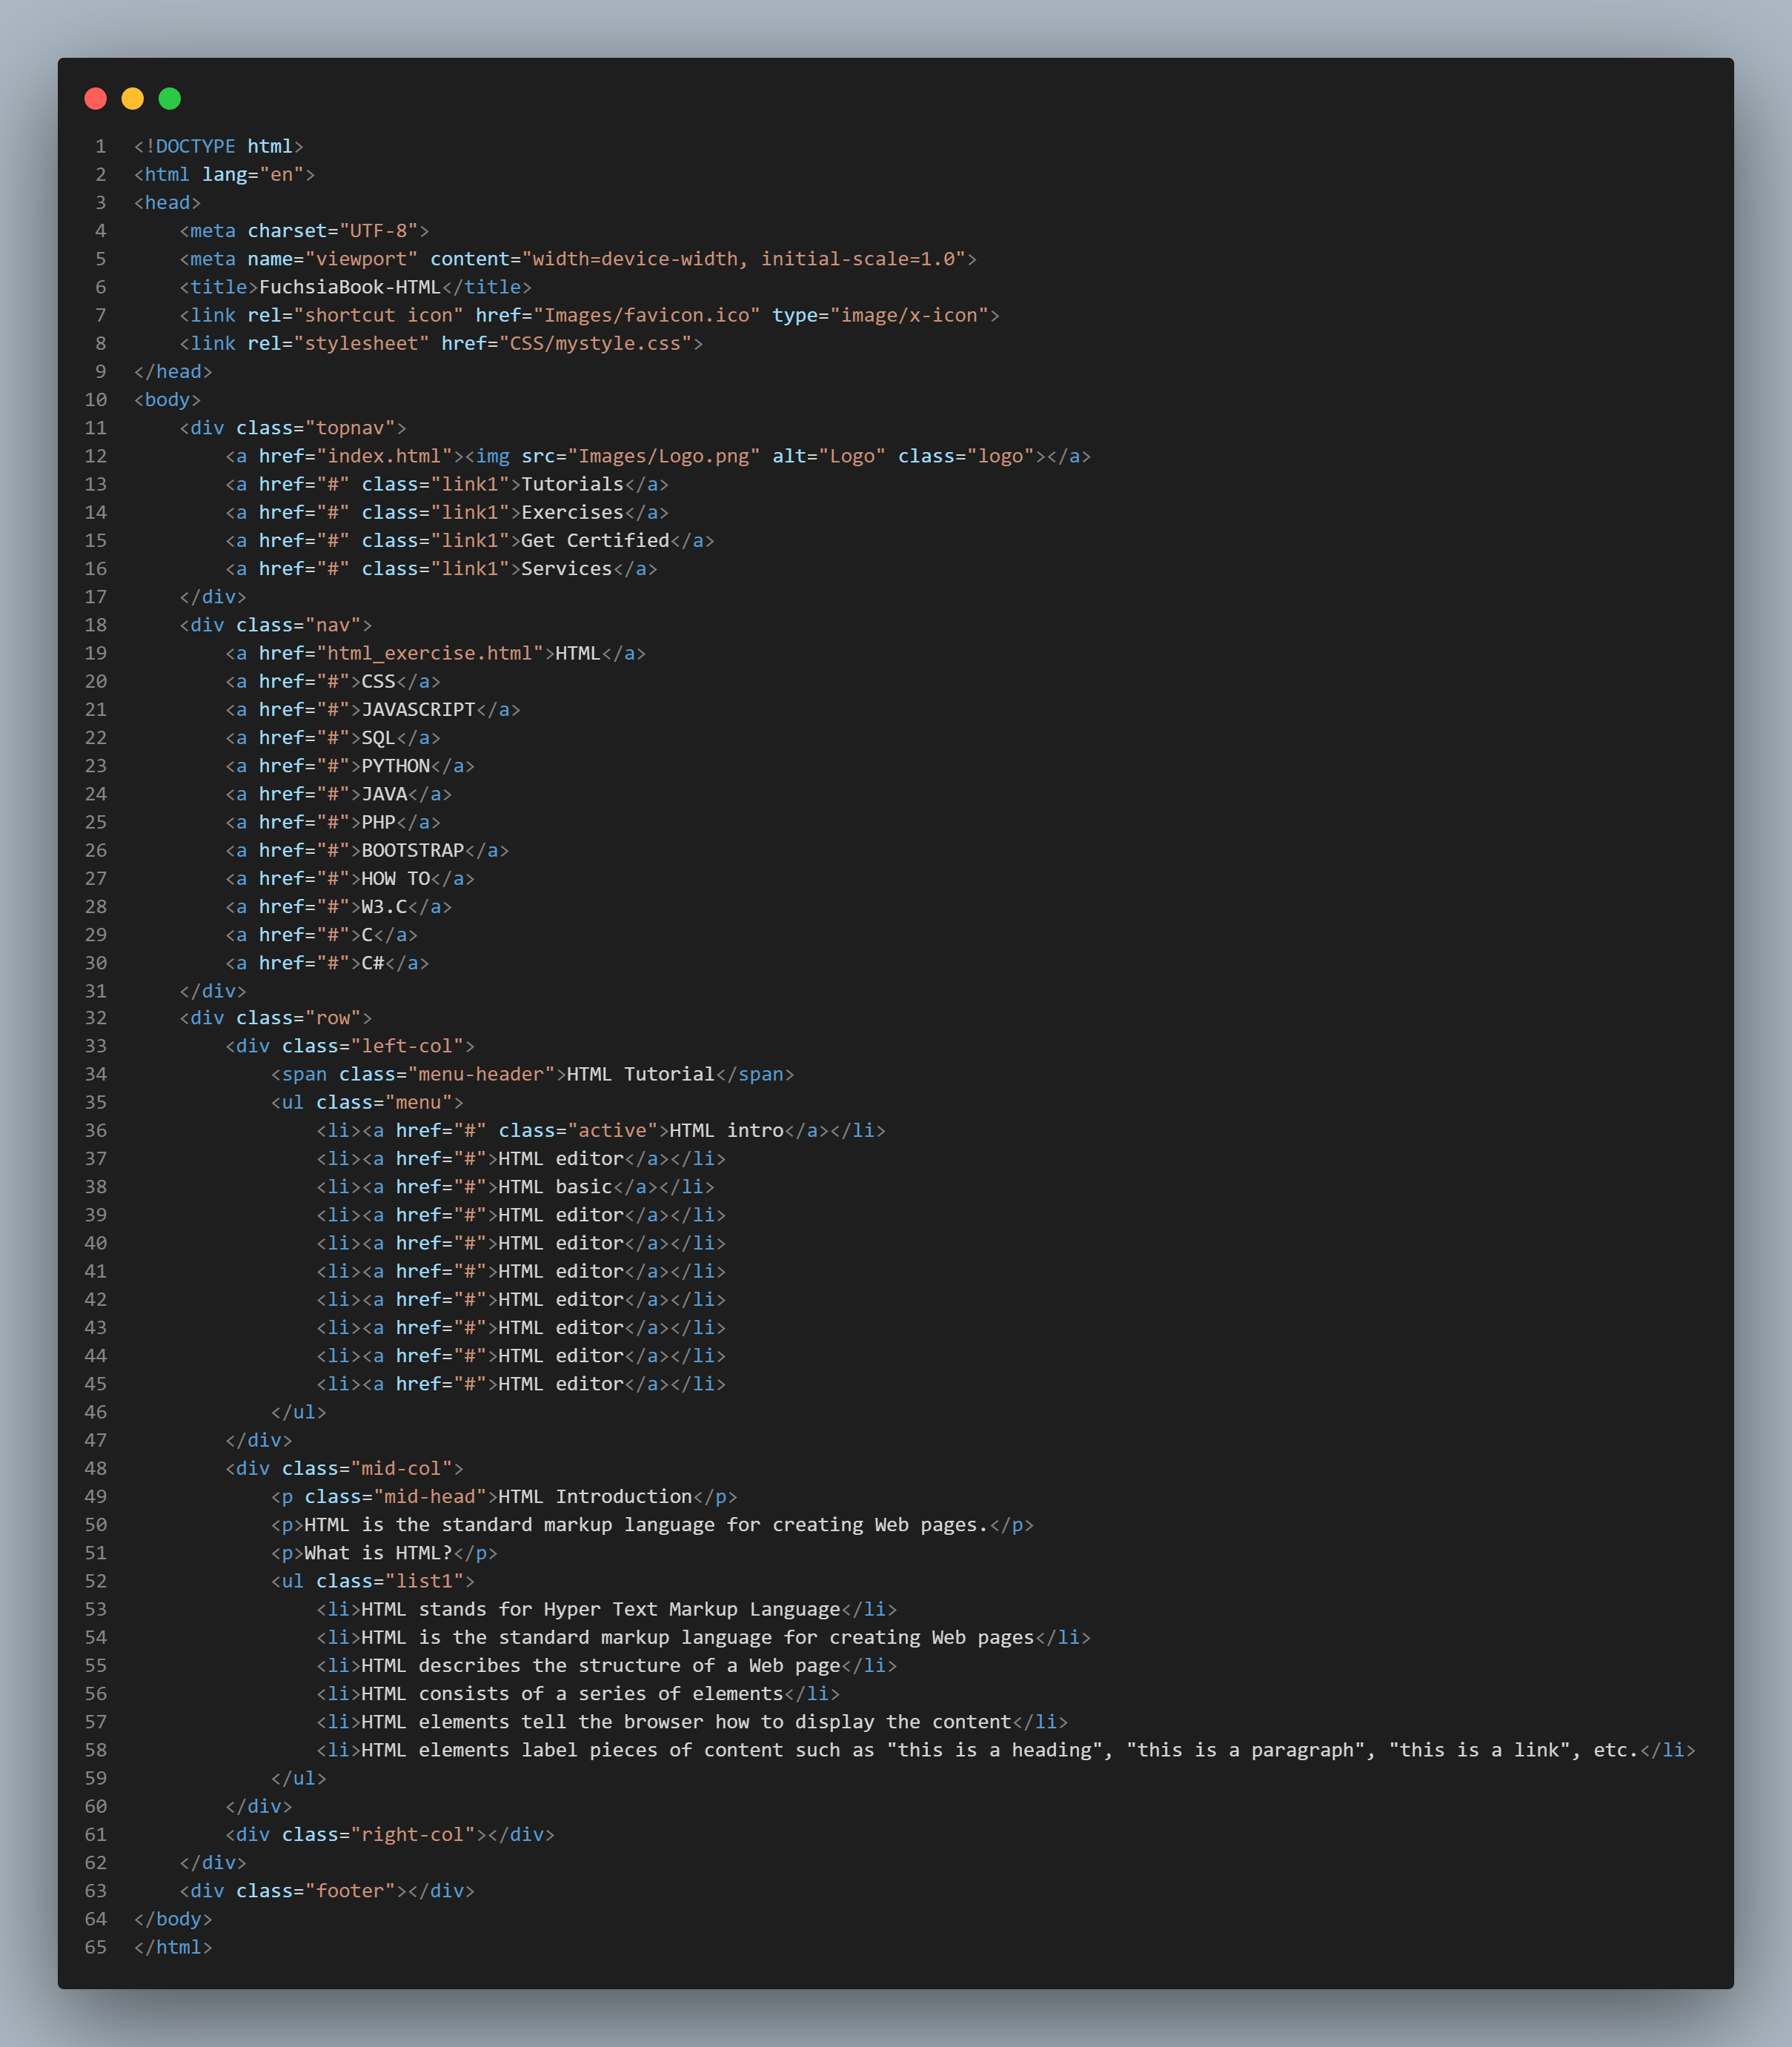 1 <!DOCTYPE html>
2 <html lang="en">
3 <head>
4     <meta charset="UTF-8">
5     <meta name="viewport" content="width=device-width, initial-scale=1.0">
6     <title>FuchsiaBook-HTML</title>
7     <link rel="shortcut icon" href="Images/favicon.ico" type="image/x-icon">
8     <link rel="stylesheet" href="CSS/mystyle.css">
9 </head>
10 <body>
11     <div class="topnav">
12         <a href="index.html"><img src="Images/Logo.png" alt="Logo" class="logo"></a>
13         <a href="#" class="link1">Tutorials</a>
14         <a href="#" class="link1">Exercises</a>
15         <a href="#" class="link1">Get Certified</a>
16         <a href="#" class="link1">Services</a>
17     </div>
18     <div class="nav">
19         <a href="html_exercise.html">HTML</a>
20         <a href="#">CSS</a>
21         <a href="#">JAVASCRIPT</a>
22         <a href="#">SQL</a>
23         <a href="#">PYTHON</a>
24         <a href="#">JAVA</a>
25         <a href="#">PHP</a>
26         <a href="#">BOOTSTRAP</a>
27         <a href="#">HOW TO</a>
28         <a href="#">W3.C</a>
29         <a href="#">C</a>
30         <a href="#">C#</a>
31     </div>
32     <div class="row">
33         <div class="left-col">
34             <span class="menu-header">HTML Tutorial</span>
35             <ul class="menu">
36                 <li><a href="#" class="active">HTML intro</a></li>
37                 <li><a href="#">HTML editor</a></li>
38                 <li><a href="#">HTML basic</a></li>
39                 <li><a href="#">HTML editor</a></li>
40                 <li><a href="#">HTML editor</a></li>
41                 <li><a href="#">HTML editor</a></li>
42                 <li><a href="#">HTML editor</a></li>
43                 <li><a href="#">HTML editor</a></li>
44                 <li><a href="#">HTML editor</a></li>
45                 <li><a href="#">HTML editor</a></li>
46             </ul>
47         </div>
48         <div class="mid-col">
49             <p class="mid-head">HTML Introduction</p>
50             <p>HTML is the standard markup language for creating Web pages.</p>
51             <p>What is HTML?</p>
52             <ul class="list1">
53                 <li>HTML stands for Hyper Text Markup Language</li>
54                 <li>HTML is the standard markup language for creating Web pages</li>
55                 <li>HTML describes the structure of a Web page</li>
56                 <li>HTML consists of a series of elements</li>
57                 <li>HTML elements tell the browser how to display the content</li>
58                 <li>HTML elements label pieces of content such as "this is a heading", "this is a paragraph", "this is a link", etc.</li>
59             </ul>
60         </div>
61         <div class="right-col"></div>
62     </div>
63     <div class="footer"></div>
64 </body>
65 </html>